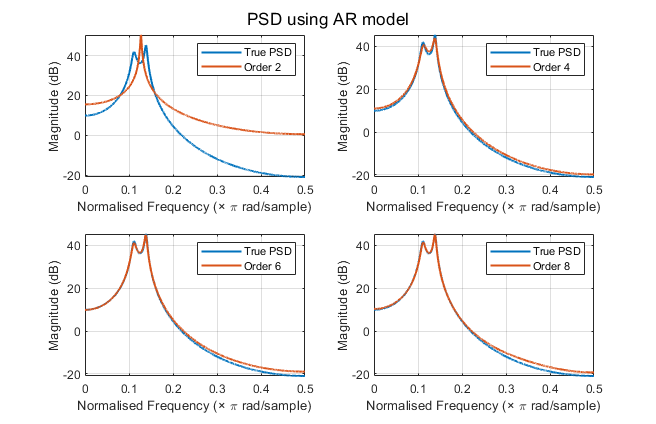 PSD using AR model
True PSD
Order 2
Magnitude (dB)
40
20
0
-20
0 0.1 0.2 0.3 0.4 0.5
Normalised Frequency (× π rad/sample)
True PSD
Order 4
Magnitude (dB)
40
20
0
-20
0 0.1 0.2 0.3 0.4 0.5
Normalised Frequency (× π rad/sample)
True PSD
Order 6
Magnitude (dB)
40
20
0
-20
0 0.1 0.2 0.3 0.4 0.5
Normalised Frequency (× π rad/sample)
True PSD
Order 8
Magnitude (dB)
40
20
0
-20
0 0.1 0.2 0.3 0.4 0.5
Normalised Frequency (× π rad/sample)